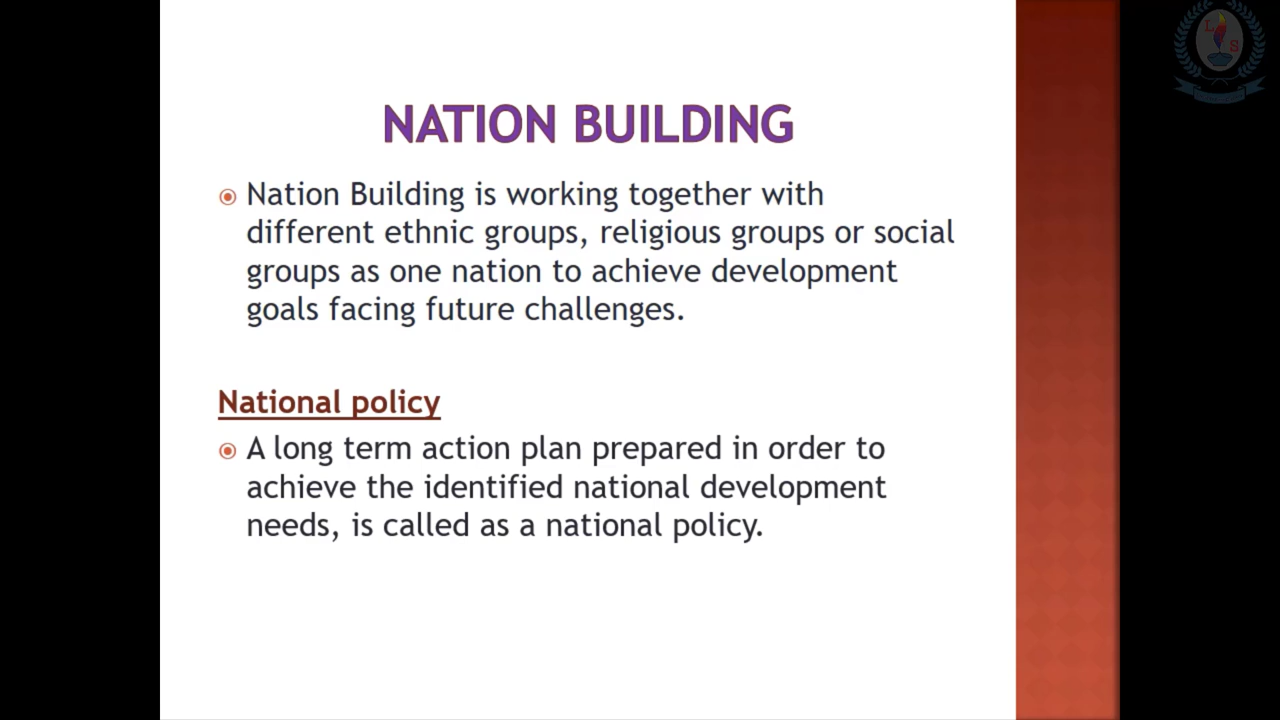 L
S
NATION BUILDING
Nation Building is working together with
different ethnic groups, religious groups or social
groups as one nation to achieve development
goals facing future challenges.
National policy
A long term action plan prepared in order to
achieve the identified national development
needs, is called as a national policy.